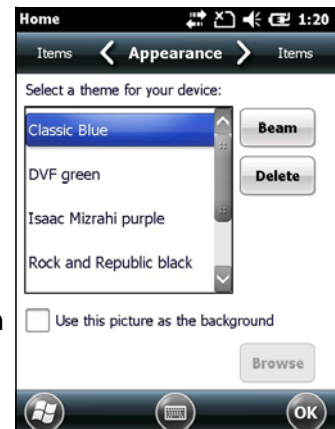 Home 1:20
Items Appearance Items
Select a theme for your device:
Classic Blue
Beam
DVF green
Delete
Isaac Mizrahi purple
Rock and Republic black
Use this picture as the background
Browse
OK